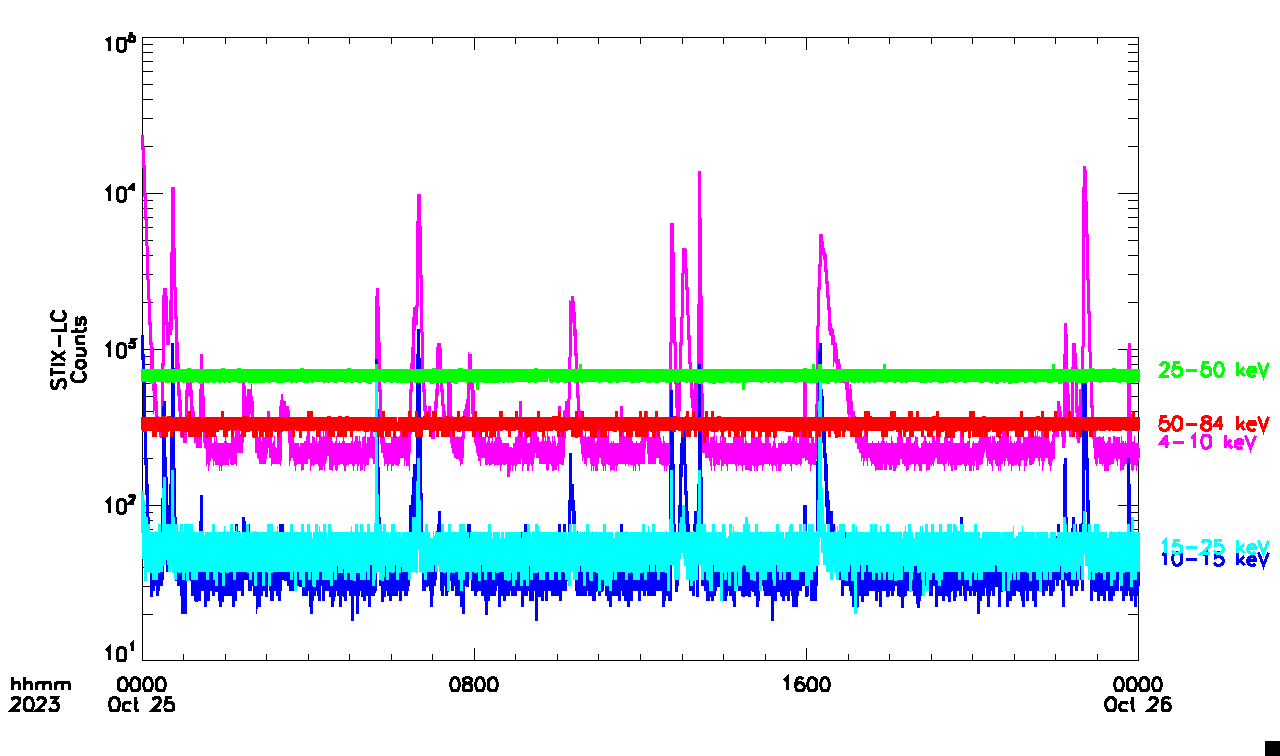 10⁵
10⁴
10³
10²
10¹
STIX-LC
Counts
25-50 keV
50-84 keV
4-10 keV
15-25 keV
10-15 keV
hhmm 0000 0800 1600 0000
2023 Oct 25 Oct 26